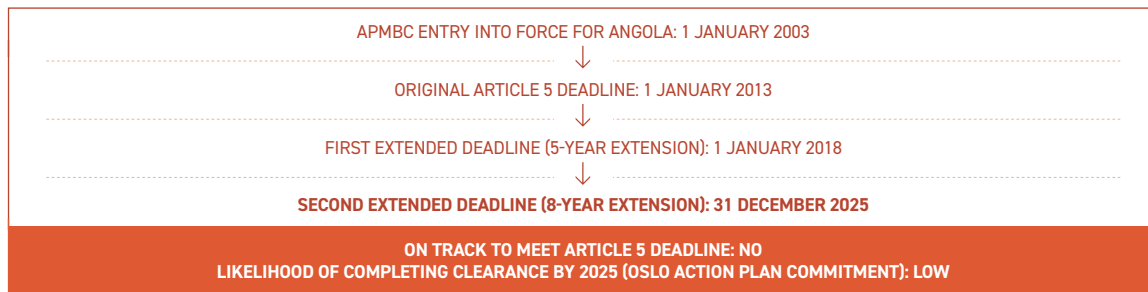 APMBC ENTRY INTO FORCE FOR ANGOLA: 1 JANUARY 2003
ORIGINAL ARTICLE 5 DEADLINE: 1 JANUARY 2013
FIRST EXTENDED DEADLINE (5-YEAR EXTENSION): 1 JANUARY 2018
SECOND EXTENDED DEADLINE (8-YEAR EXTENSION): 31 DECEMBER 2025
ON TRACK TO MEET ARTICLE 5 DEADLINE: NO
LIKELIHOOD OF COMPLETING CLEARANCE BY 2025 (OSLO ACTION PLAN COMMITMENT): LOW